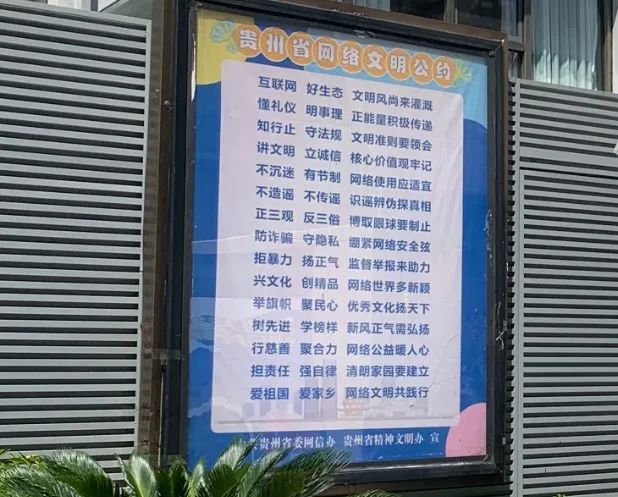 贵州省网络文明公约
互联网 好生态 文明风尚来灌溉
懂礼仪 明事理 正能量积极传递
知行止 守法规 文明准则要领会
讲文明 立诚信 核心价值观牢记
不沉迷 有节制 网络使用应适宜
不造谣 不传谣 识谣辨伪探真相
正三观 反三俗 博取眼球要制止
防诈骗 守隐私 绷紧网络安全弦
拒暴力 扬正气 监督举报来助力
兴文化 创精品 网络世界多新颖
举旗帜 聚民心 优秀文化扬天下
树先进 学榜样 新风正气需弘扬
行慈善 聚合力 网络公益暖人心
担责任 强自律 清朗家园要建立
爱祖国 爱家乡 网络文明共践行
中共贵州省委网信办 贵州省精神文明办 宣